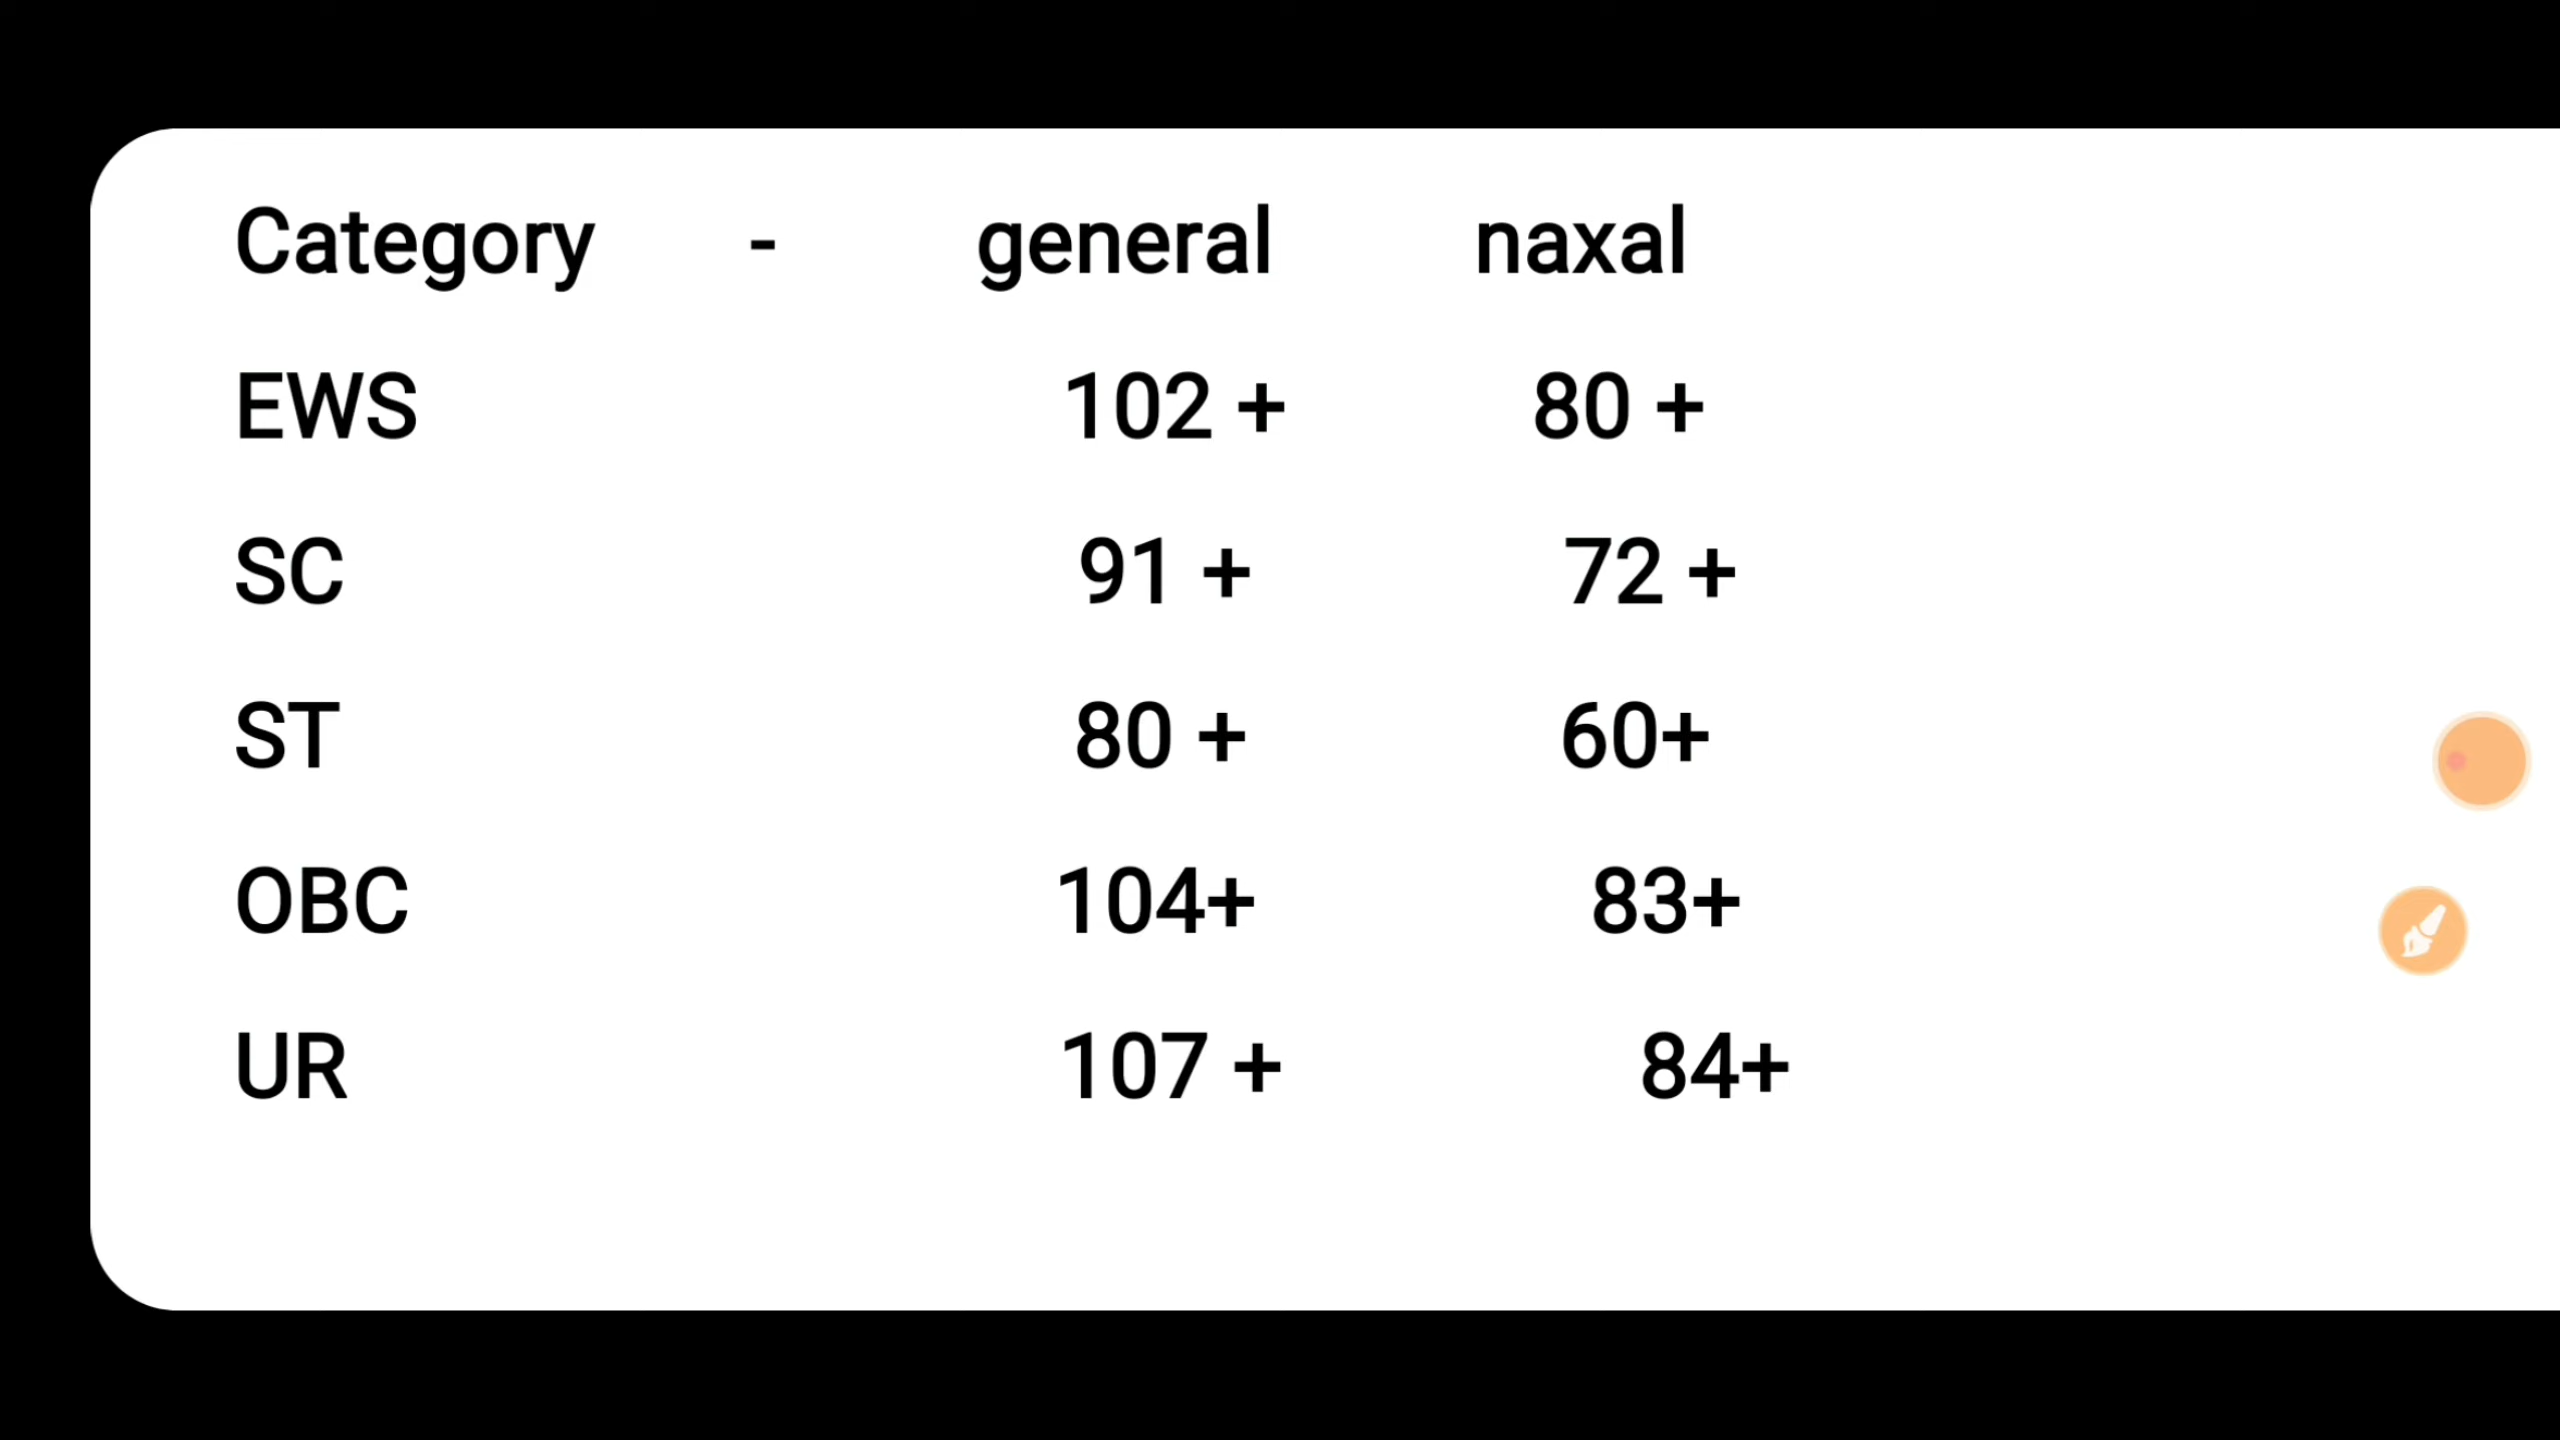 Category - general naxal
EWS 102 + 80 +
SC 91 + 72 +
ST 80 + 60+
OBC 104+ 83+
UR 107 + 84+